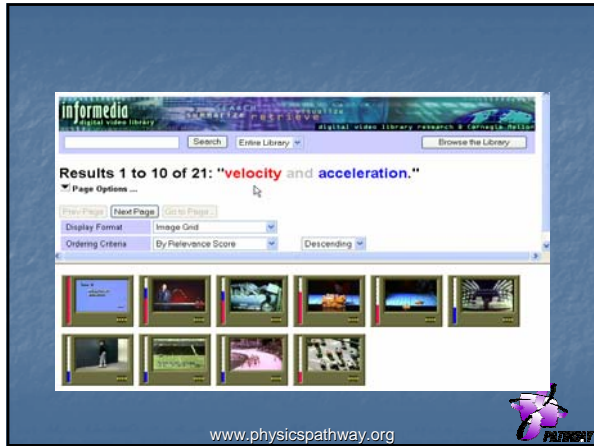 informedia
digital video library
SEARCH
summarize retrieve
visualize
digital video library research @ Carnegie Mellon
Search Entire Library Browse the Library
Results 1 to 10 of 21: "velocity and acceleration."
Page Options ...
Prev Page Next Page Go to Page...
Display Format Image Grid
Ordering Criteria By Relevance Score Descending
www.physicspathway.org
PATHWAY